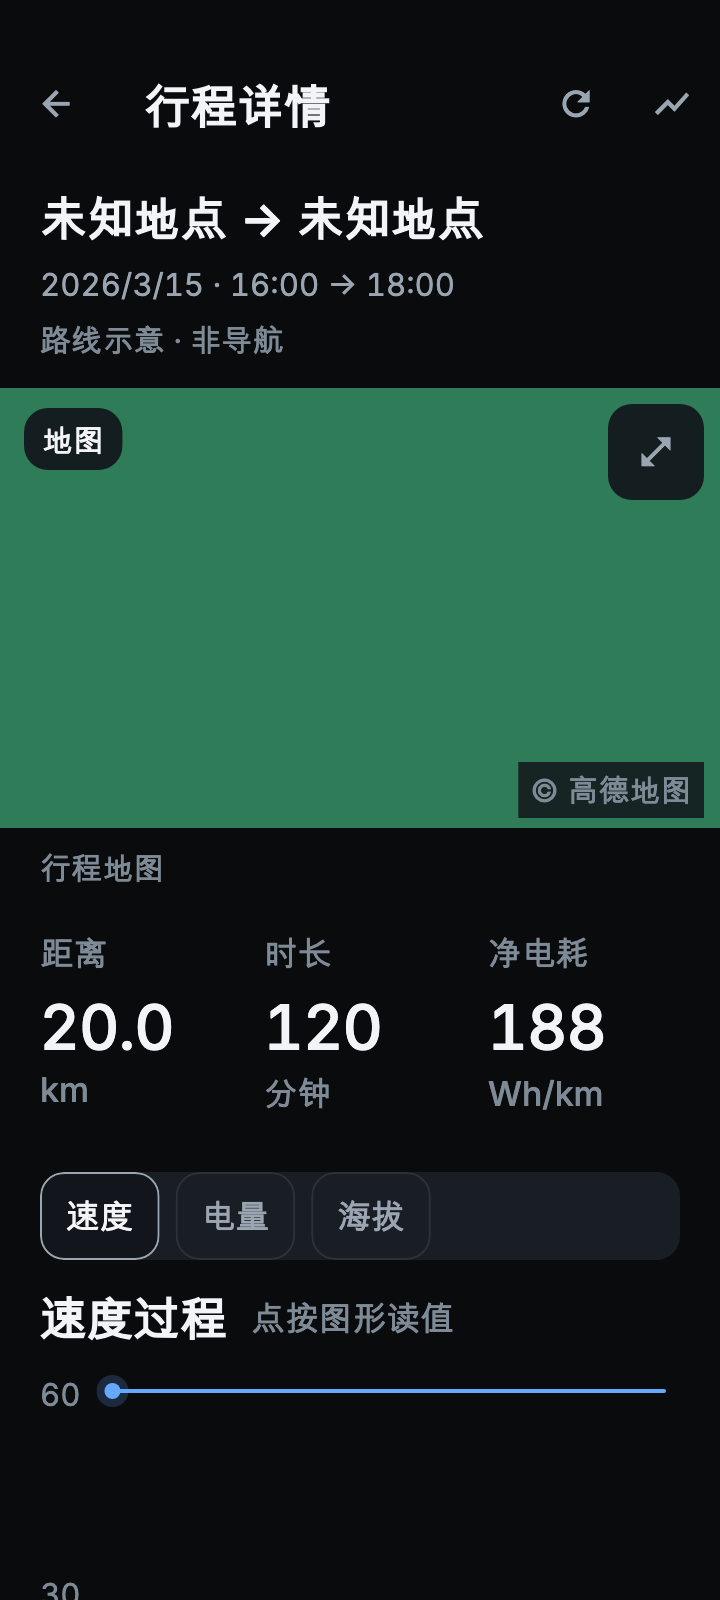 行程详情
未知地点 → 未知地点
2026/3/15 · 16:00 → 18:00
路线示意 · 非导航
地图
© 高德地图
行程地图
距离 时长 净电耗
20.0 120 188
km 分钟 Wh/km
速度 电量 海拔
速度过程 点按图形读值
60
30